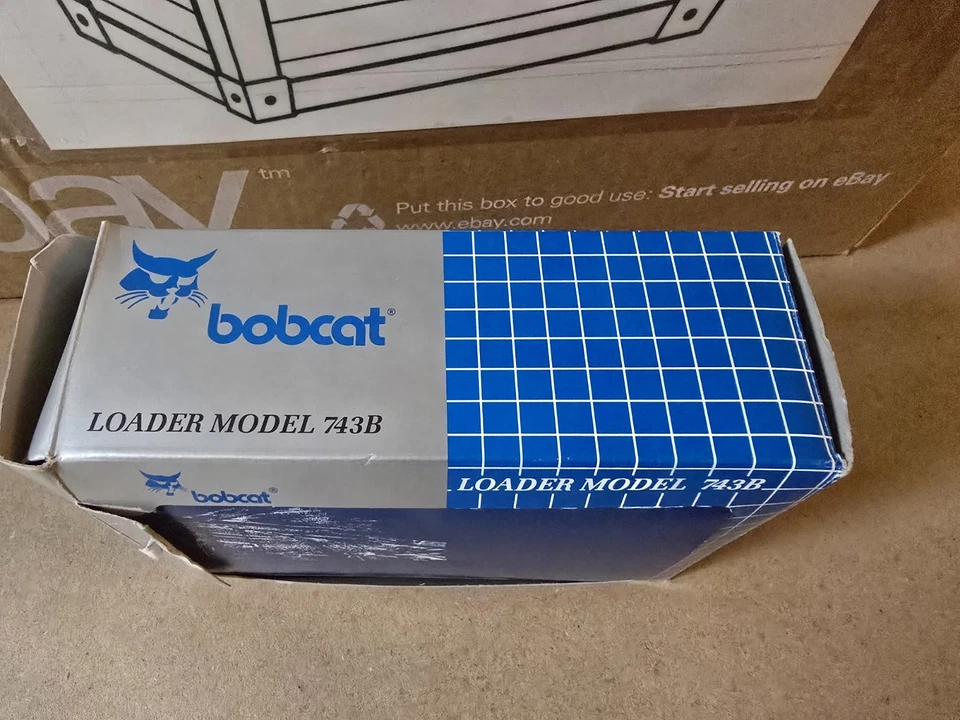 bay™
Put this box to good use: Start selling on eBay
www.ebay.com
bobcat®
LOADER MODEL 743B
bobcat®
LOADER MODEL 743B